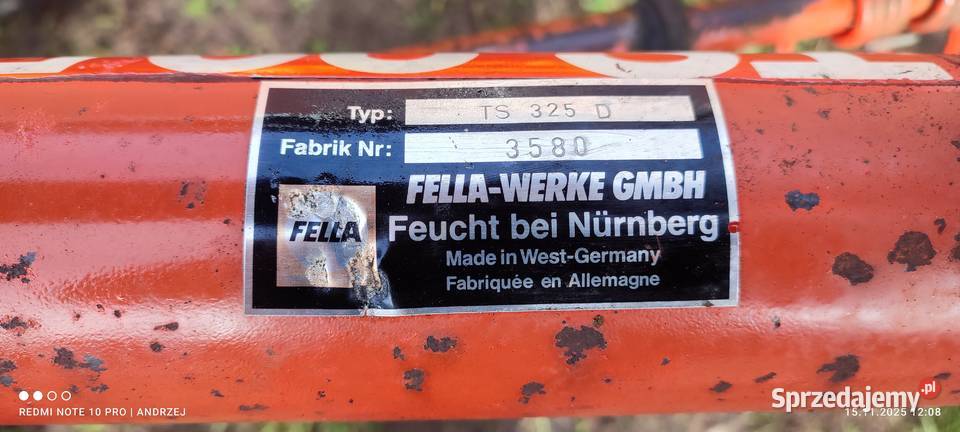 Typ: TS 325 D
Fabrik Nr: 3580
FELLA-WERKE GMBH
FELLA
Feucht bei Nürnberg
Made in West-Germany
Fabriquée en Allemagne
REDMI NOTE 10 PRO | ANDRZEJ
Sprzedajemy.pl
15.11.2025 12:08